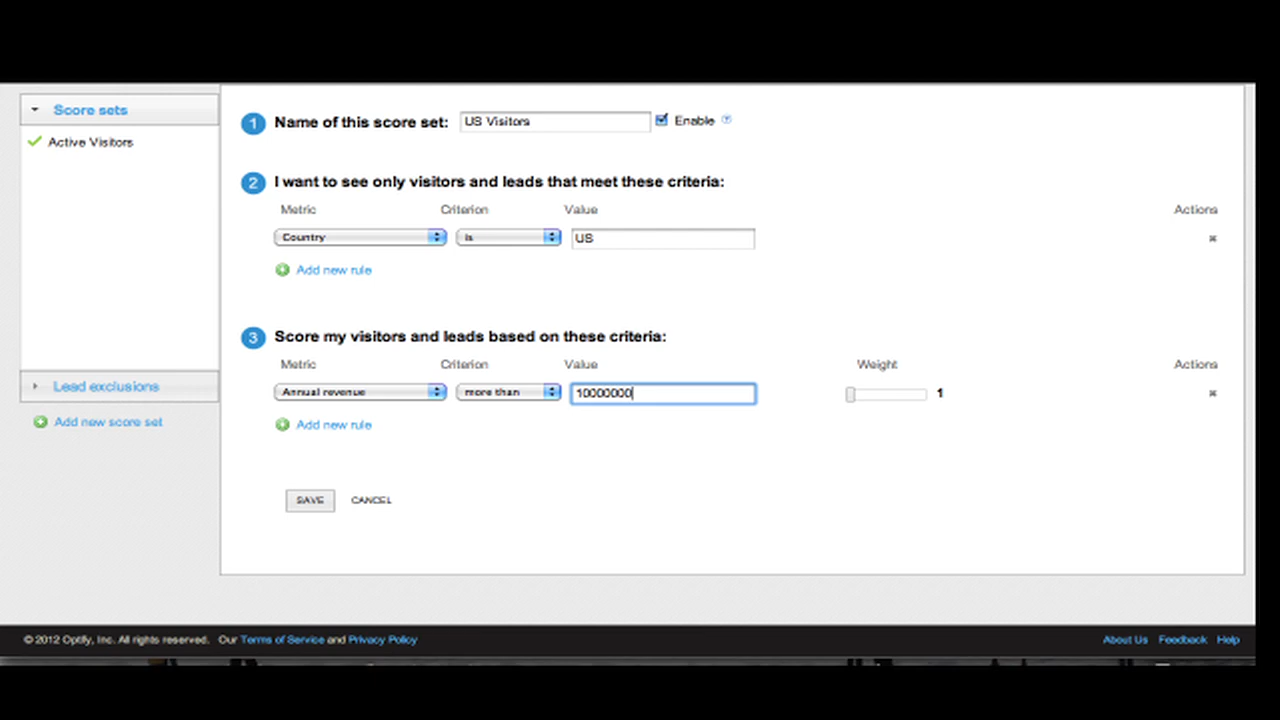 Score sets
Active Visitors
Lead exclusions
Add new score set
1 Name of this score set: US Visitors Enable ?
2 I want to see only visitors and leads that meet these criteria:
Metric Criterion Value Actions
Country is US
Add new rule
3 Score my visitors and leads based on these criteria:
Metric Criterion Value Weight Actions
Annual revenue more than 10000000 1
Add new rule
SAVE CANCEL
© 2012 Optify, Inc. All rights reserved. Our Terms of Service and Privacy Policy About Us Feedback Help